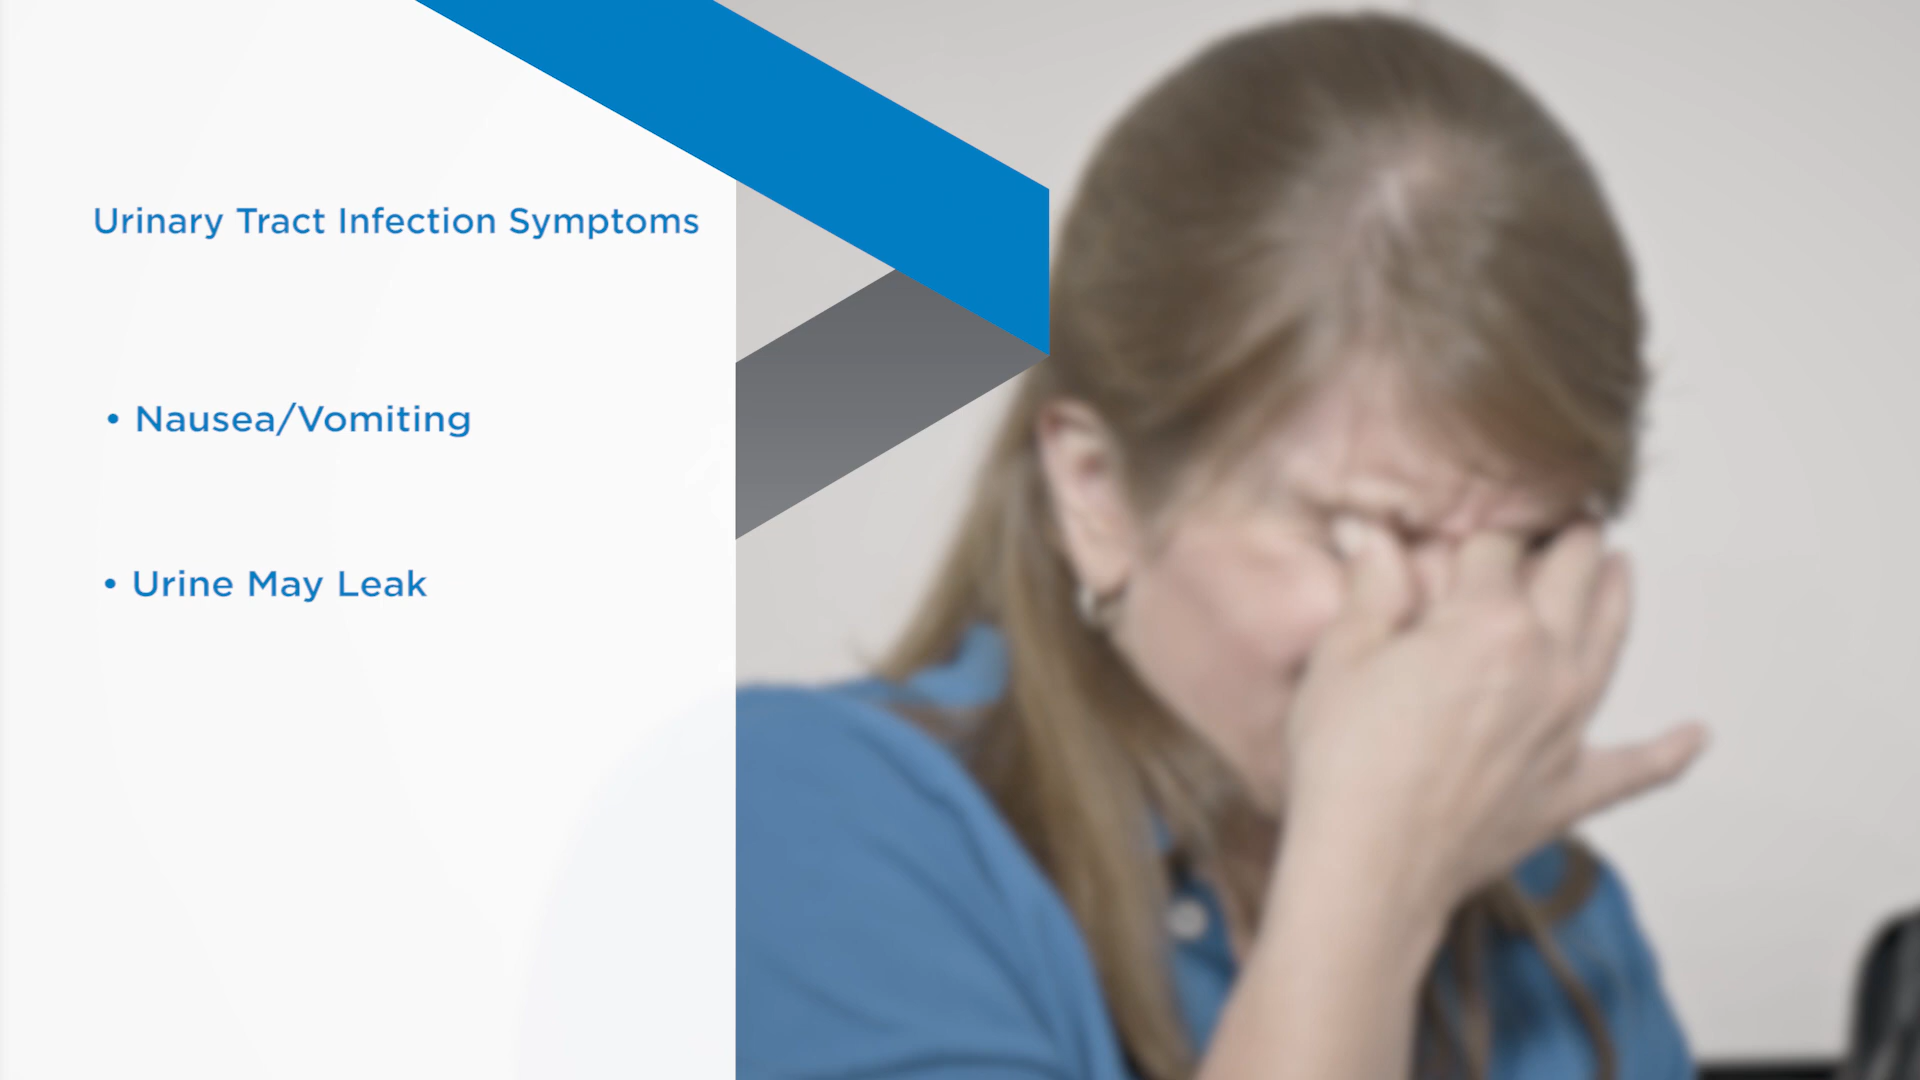 Urinary Tract Infection Symptoms
• Nausea/Vomiting
• Urine May Leak